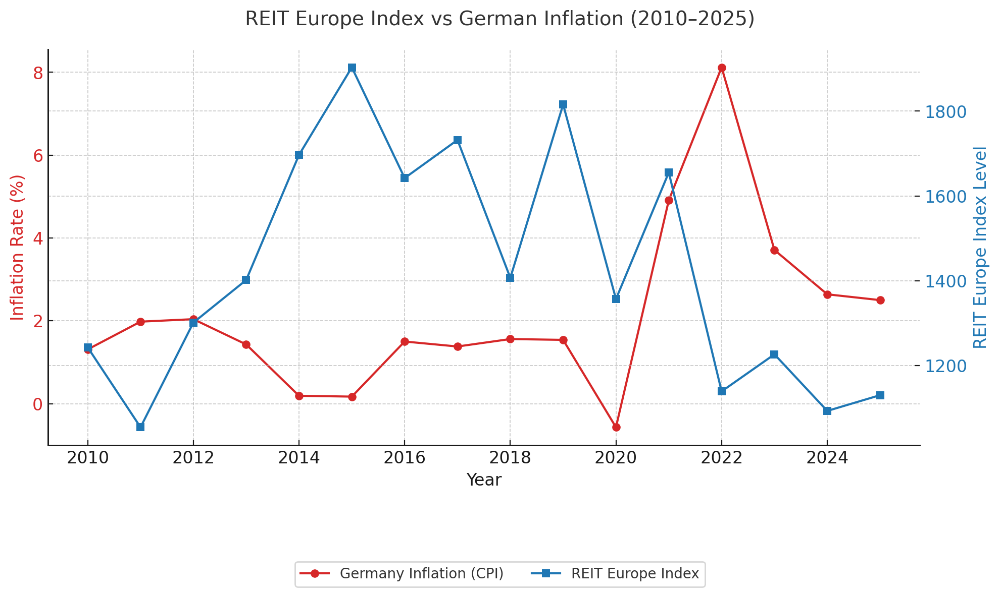 REIT Europe Index vs German Inflation (2010–2025)
Inflation Rate (%)
8
6
4
2
0
REIT Europe Index Level
1800
1600
1400
1200
2010 2012 2014 2016 2018 2020 2022 2024
Year
Germany Inflation (CPI) REIT Europe Index